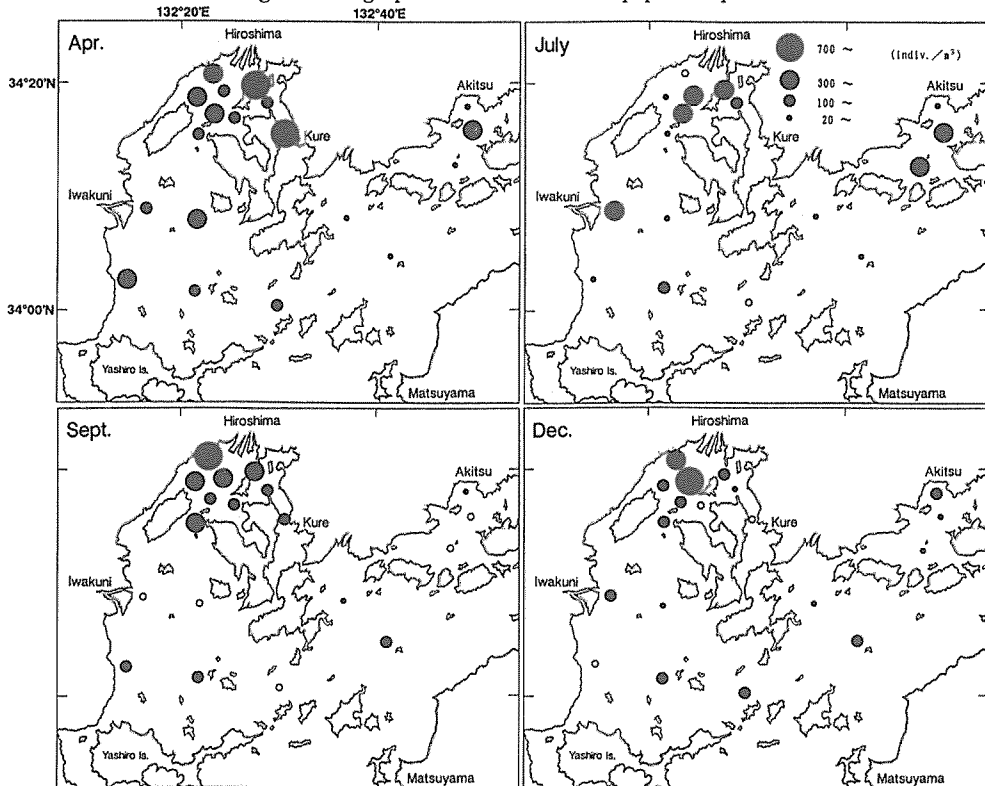 132°20'E 132°40'E
Apr.
Hiroshima
34°20'N
Akitsu
Kure
Iwakuni
34°00'N
Yashiro Is.
Matsuyama
July
Hiroshima
700 ~ (indiv./m³)
300 ~
100 ~
20 ~
Akitsu
Kure
Iwakuni
Yashiro Is.
Matsuyama
Sept.
Hiroshima
Akitsu
Kure
Iwakuni
Yashiro Is.
Matsuyama
Dec.
Hiroshima
Akitsu
Kure
Iwakuni
Yashiro Is.
Matsuyama